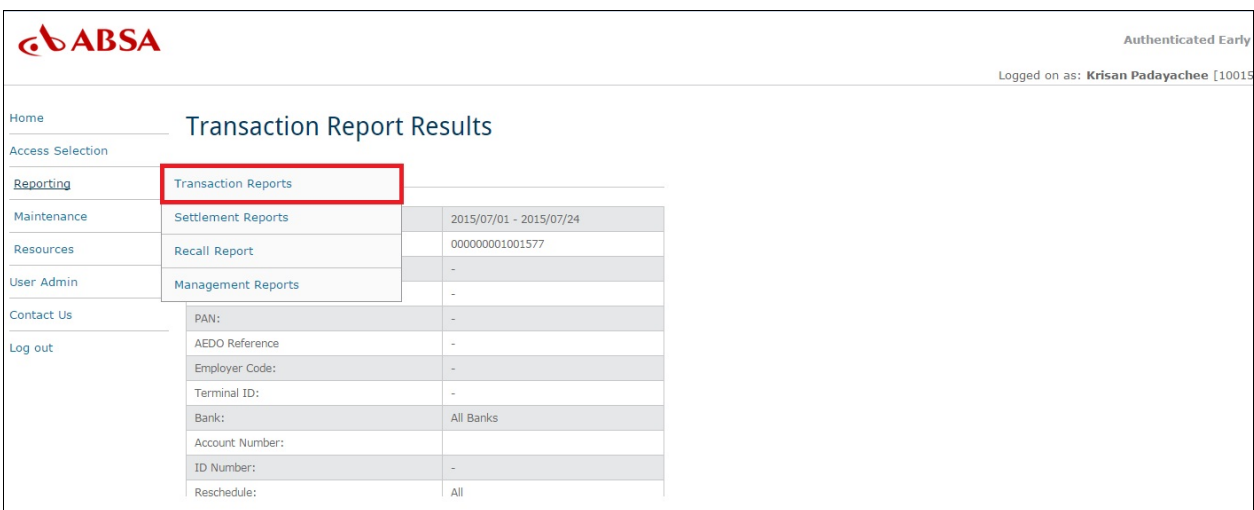 ABSA
Authenticated Early
Logged on as: Krisan Padayachee [10015
Home
Access Selection
Reporting
Maintenance
Resources
User Admin
Contact Us
Log out
Transaction Report Results
Transaction Reports
Settlement Reports
Recall Report
Management Reports
2015/07/01 - 2015/07/24
000000001001577
-
-
PAN: -
AEDO Reference -
Employer Code: -
Terminal ID: -
Bank: All Banks
Account Number:
ID Number: -
Reschedule: All